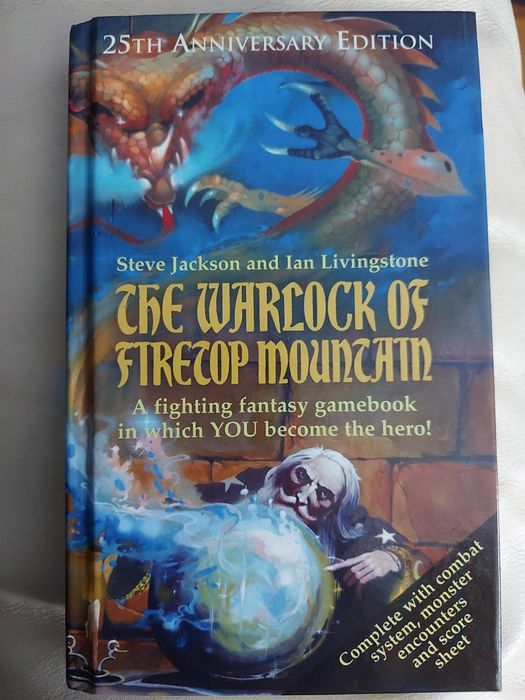 25TH ANNIVERSARY EDITION
Steve Jackson and Ian Livingstone
THE WARLOCK OF
FIRETOP MOUNTAIN
A fighting fantasy gamebook
in which YOU become the hero!
Complete with combat
system, monster
encounters
and score
sheet